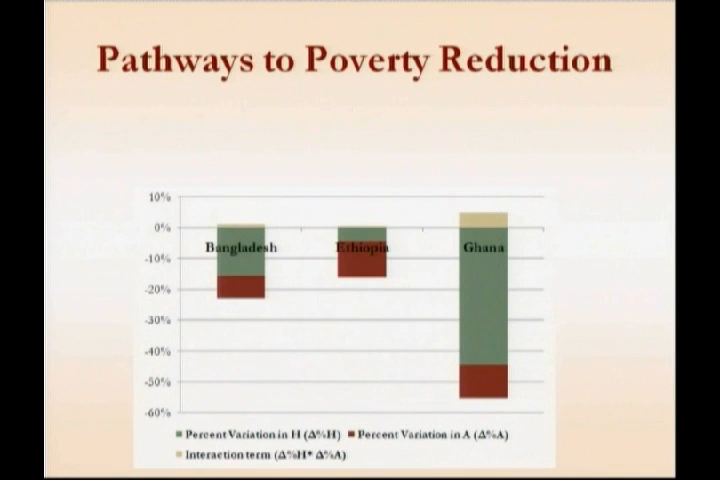 Pathways to Poverty Reduction
10%
0%
Bangladesh Ethiopia Ghana
-10%
-20%
-30%
-40%
-50%
-60%
Percent Variation in H (Δ%H) Percent Variation in A (Δ%A)
Interaction term (Δ%H* Δ%A)